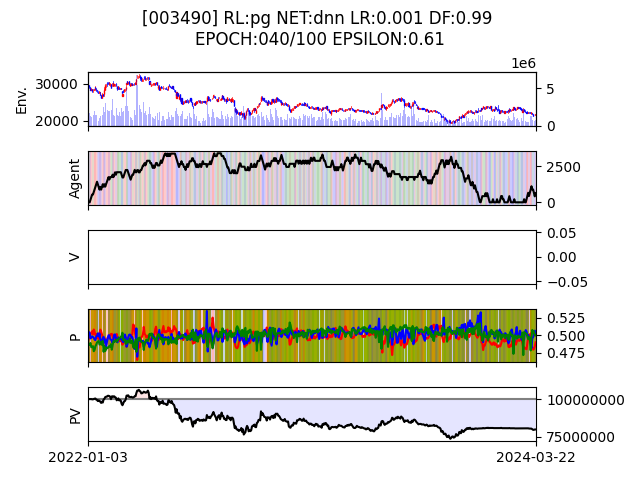 [003490] RL:pg NET:dnn LR:0.001 DF:0.99
EPOCH:040/100 EPSILON:0.61
1e6
Env.
30000
20000
5
0
Agent
2500
0
V
0.05
0.00
−0.05
P
0.525
0.500
0.475
PV
100000000
75000000
2022-01-03
2024-03-22